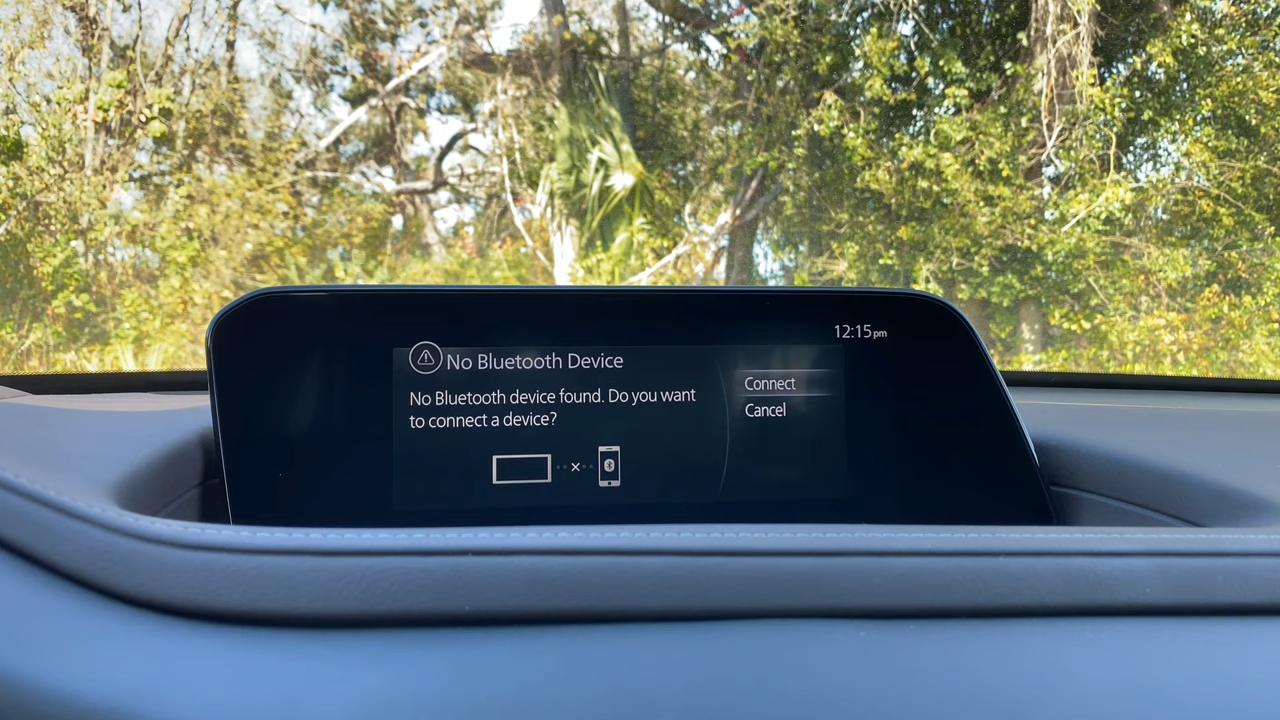 12:15pm
No Bluetooth Device
No Bluetooth device found. Do you want
to connect a device?
Connect
Cancel